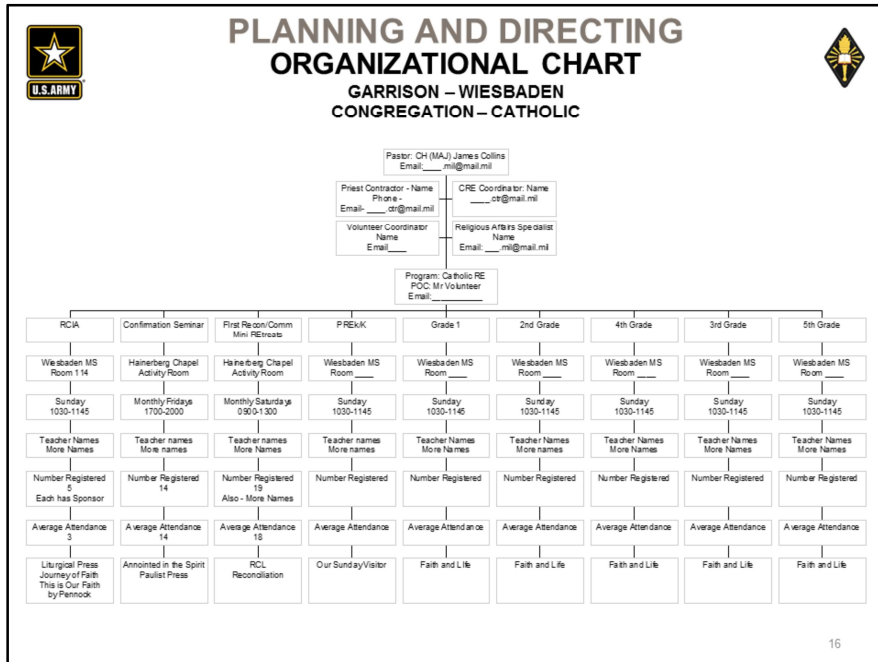 PLANNING AND DIRECTING
ORGANIZATIONAL CHART
GARRISON – WIESBADEN
CONGREGATION – CATHOLIC
U.S.ARMY
Pastor: CH (MAJ) James Collins
Email:____.mil@mail.mil
Priest Contractor - Name
Phone -
Email- ____.ctr@mail.mil
CRE Coordinator: Name
____.ctr@mail.mil
Volunteer Coordinator
Name
Email____
Religious Affairs Specialist
Name
Email: ___.mil@mail.mil
Program: Catholic RE
POC: Mr Volunteer
Email:__________
RCIA
Confirmation Seminar
FIrst Recon/Comm
Mini REtreats
PREk/K
Grade 1
2nd Grade
4th Grade
3rd Grade
5th Grade
Wiesbaden MS
Room 114
Hainerberg Chapel
Activity Room
Hainerberg Chapel
Activity Room
Wiesbaden MS
Room ____
Wiesbaden MS
Room ____
Wiesbaden MS
Room ____
Wiesbaden MS
Room ____
Wiesbaden MS
Room ____
Wiesbaden MS
Room ____
Sunday
1030-1145
Monthly Fridays
1700-2000
Monthly Saturdays
0900-1300
Sunday
1030-1145
Sunday
1030-1145
Sunday
1030-1145
Sunday
1030-1145
Sunday
1030-1145
Sunday
1030-1145
Teacher Names
More Names
Teacher names
More names
Teacher names
More Names
Teacher names
More Names
Teacher Names
More Names
Teacher Names
More Names
Teacher Names
More Names
Teacher Names
More Names
Teacher Names
More Names
Number Registered
5
Each has Sponsor
Number Registered
14
Number Registered
19
Also - More Names
Number Registered
Number Registered
Number Registered
Number Registered
Number Registered
Number Registered
Average Attendance
3
Average Attendance
14
Average Attendance
18
Average Attendance
Average Attendance
Average Attendance
Average Attendance
Average Attendance
Average Attendance
Liturgical Press
Journey of Faith
This is Our Faith
by Pennock
Annointed in the Spirit
Paulist Press
RCL
Reconciliation
Our Sunday Visitor
Faith and LIfe
Faith and Life
Faith and Life
Faith and Life
Faith and Life
16